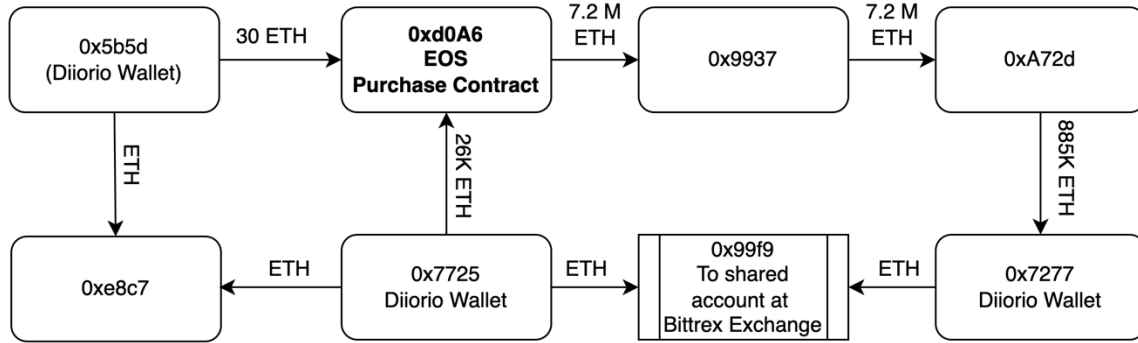 0x5b5d
(Diiorio Wallet)
30 ETH
0xd0A6
EOS
Purchase Contract
7.2 M
ETH
0x9937
7.2 M
ETH
0xA72d
ETH
26K ETH
885K ETH
0xe8c7
ETH
0x7725
Diiorio Wallet
ETH
0x99f9
To shared
account at
Bittrex Exchange
ETH
0x7277
Diiorio Wallet